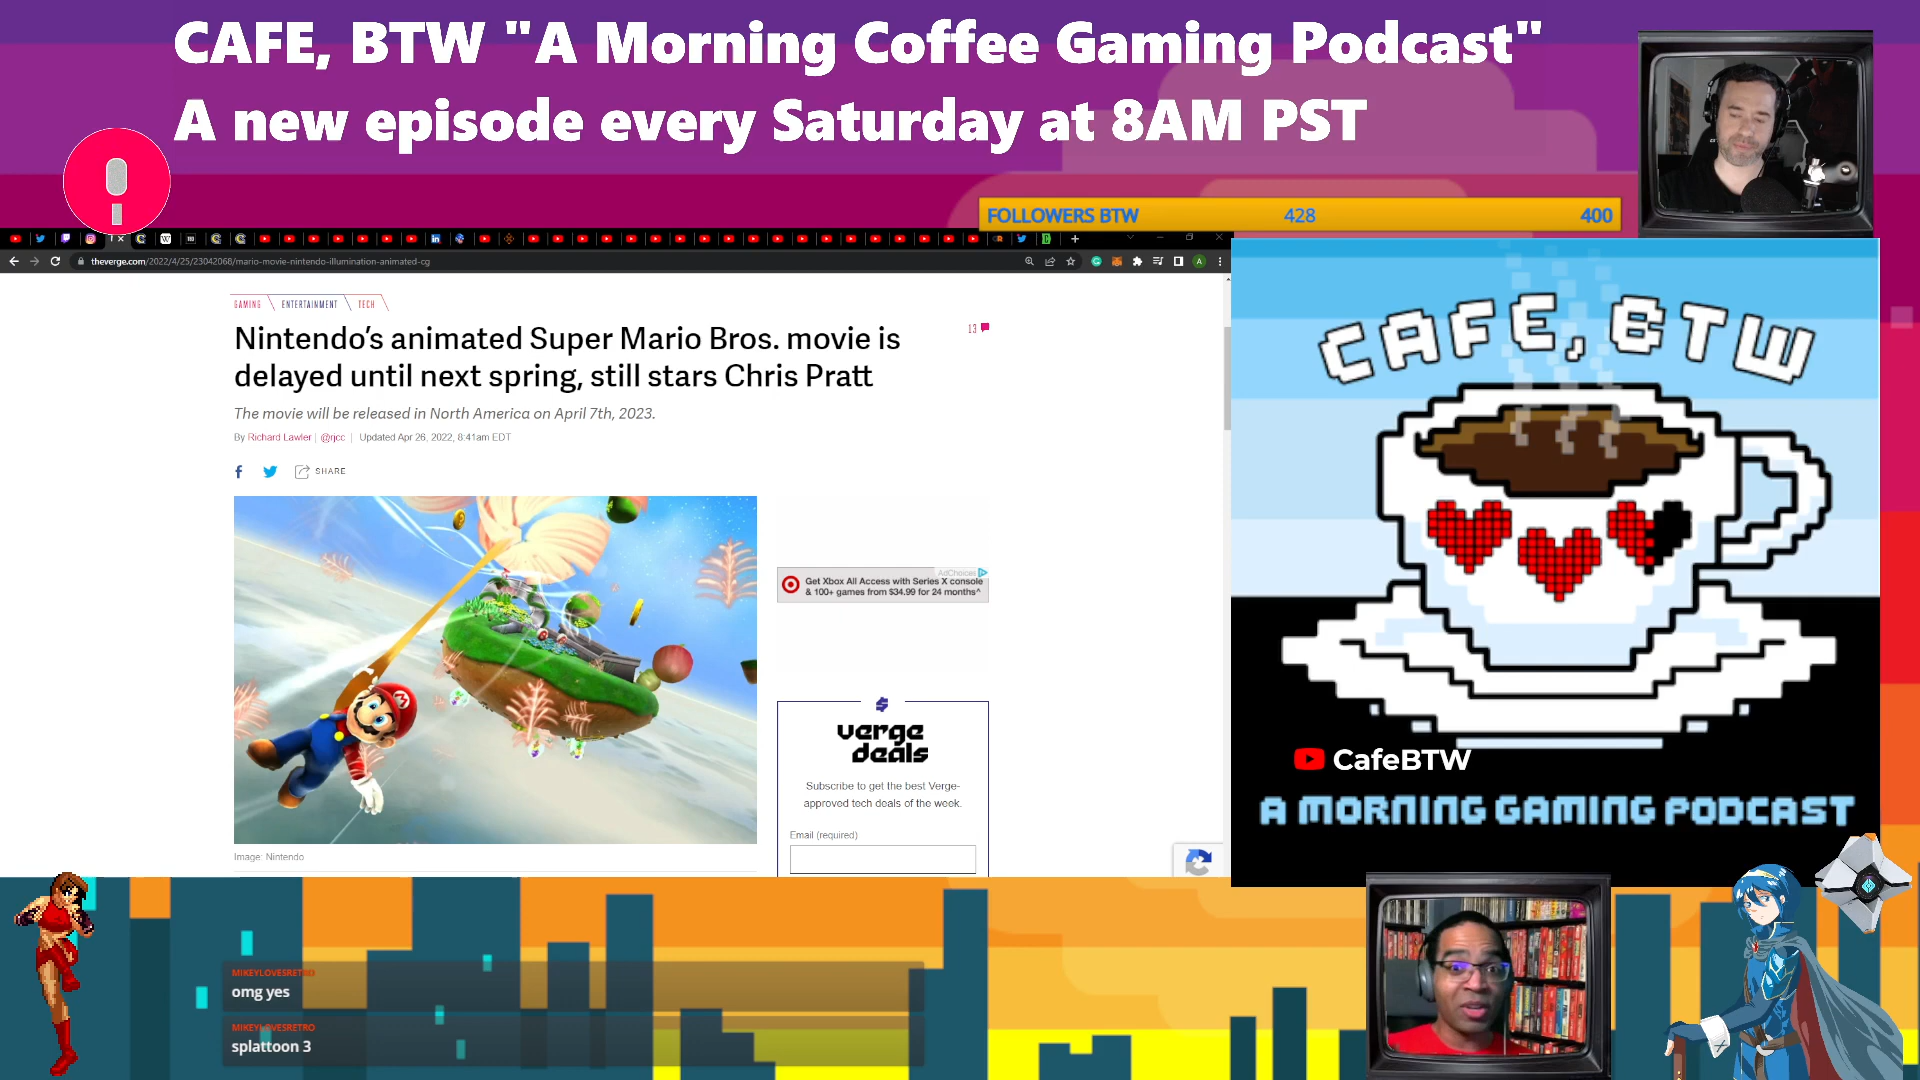 CAFE, BTW "A Morning Coffee Gaming Podcast"
A new episode every Saturday at 8AM PST
FOLLOWERS BTW 428 400
theverge.com/2022/4/25/23042068/mario-movie-nintendo-illumination-animated-cg
GAMING ENTERTAINMENT TECH
Nintendo's animated Super Mario Bros. movie is
delayed until next spring, still stars Chris Pratt
13
The movie will be released in North America on April 7th, 2023.
By Richard Lawler | @rjcc | Updated Apr 26, 2022, 8:41am EDT
SHARE
AdChoices
Get Xbox All Access with Series X console
& 100+ games from $34.99 for 24 months^
verge
deals
Subscribe to get the best Verge-
approved tech deals of the week.
Email (required)
Image: Nintendo
CAFE, BTW
CafeBTW
A MORNING GAMING PODCAST
MIKEYLOVESRETRO
omg yes
MIKEYLOVESRETRO
splattoon 3